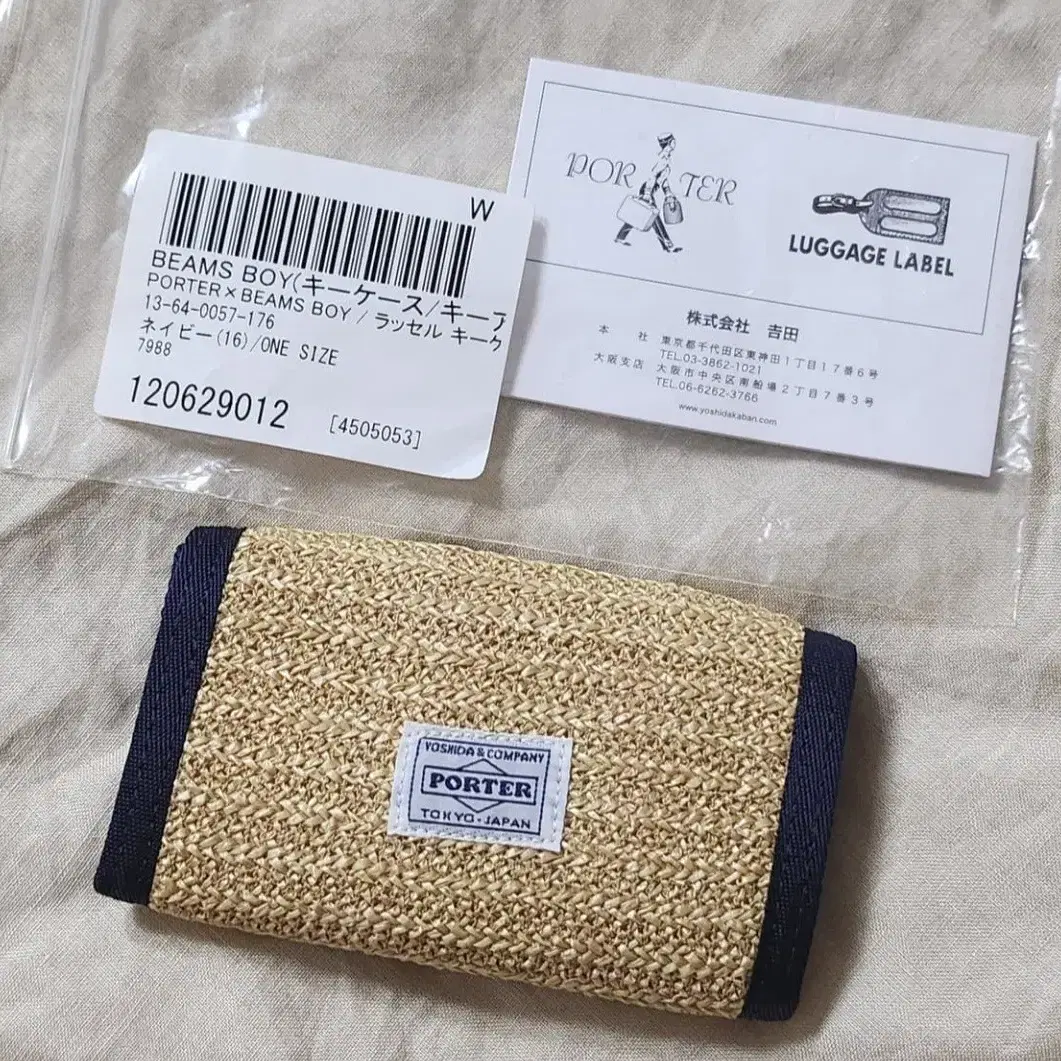 W
BEAMS BOY(キーケース/キーア
PORTER×BEAMS BOY / ラッセル キーケ
13-64-0057-176
ネイビー(16)/ONE SIZE
7988
120629012
[4505053]
PORTER
LUGGAGE LABEL
株式会社 𠮷田
本 社 東京都千代田区東神田1丁目17番6号
TEL.03-3862-1021
大阪支店 大阪市中央区南船場2丁目7番3号
TEL.06-6262-3766
www.yoshidakaban.com
YOSHIDA & COMPANY
PORTER
TOKYO-JAPAN